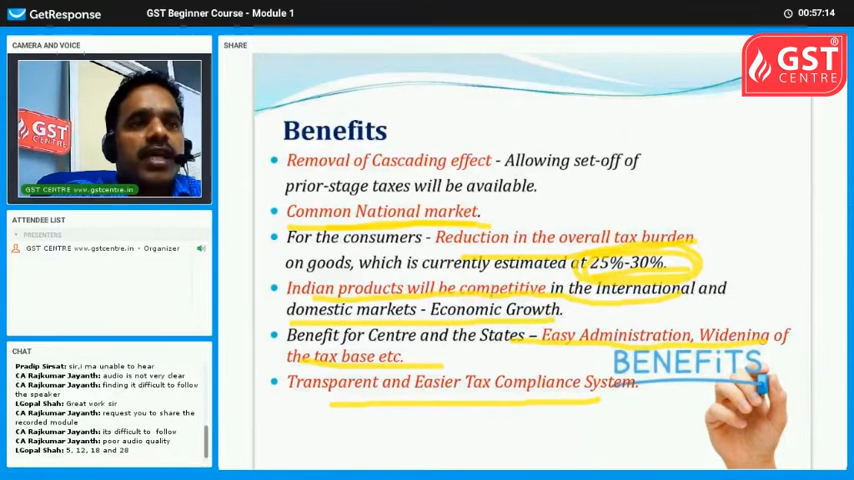 GetResponse
GST Beginner Course - Module 1
00:57:14
CAMERA AND VOICE
SHARE
GST
CENTRE
GST
GST CENTRE www.gstcentre.in
ATTENDEE LIST
PRESENTERS
GST CENTRE www.gstcentre.in - Organizer
CHAT
Pradip Sirsat: sir,i ma unable to hear
CA Rajkumar Jayanth: audio is not very clear
CA Rajkumar Jayanth: finding it difficult to follow
the speaker
LGopal Shah: Great work sir
CA Rajkumar Jayanth: request you to share the
recorded module
CA Rajkumar Jayanth: its difficult to follow
CA Rajkumar Jayanth: poor audio quality
LGopal Shah: 5, 12, 18 and 28
Benefits
Removal of Cascading effect - Allowing set-off of
prior-stage taxes will be available.
Common National market.
For the consumers - Reduction in the overall tax burden
on goods, which is currently estimated at 25%-30%.
Indian products will be competitive in the International and
domestic markets - Economic Growth.
Benefit for Centre and the States – Easy Administration, Widening of
the tax base etc.
Transparent and Easier Tax Compliance System.
BENEFiTS